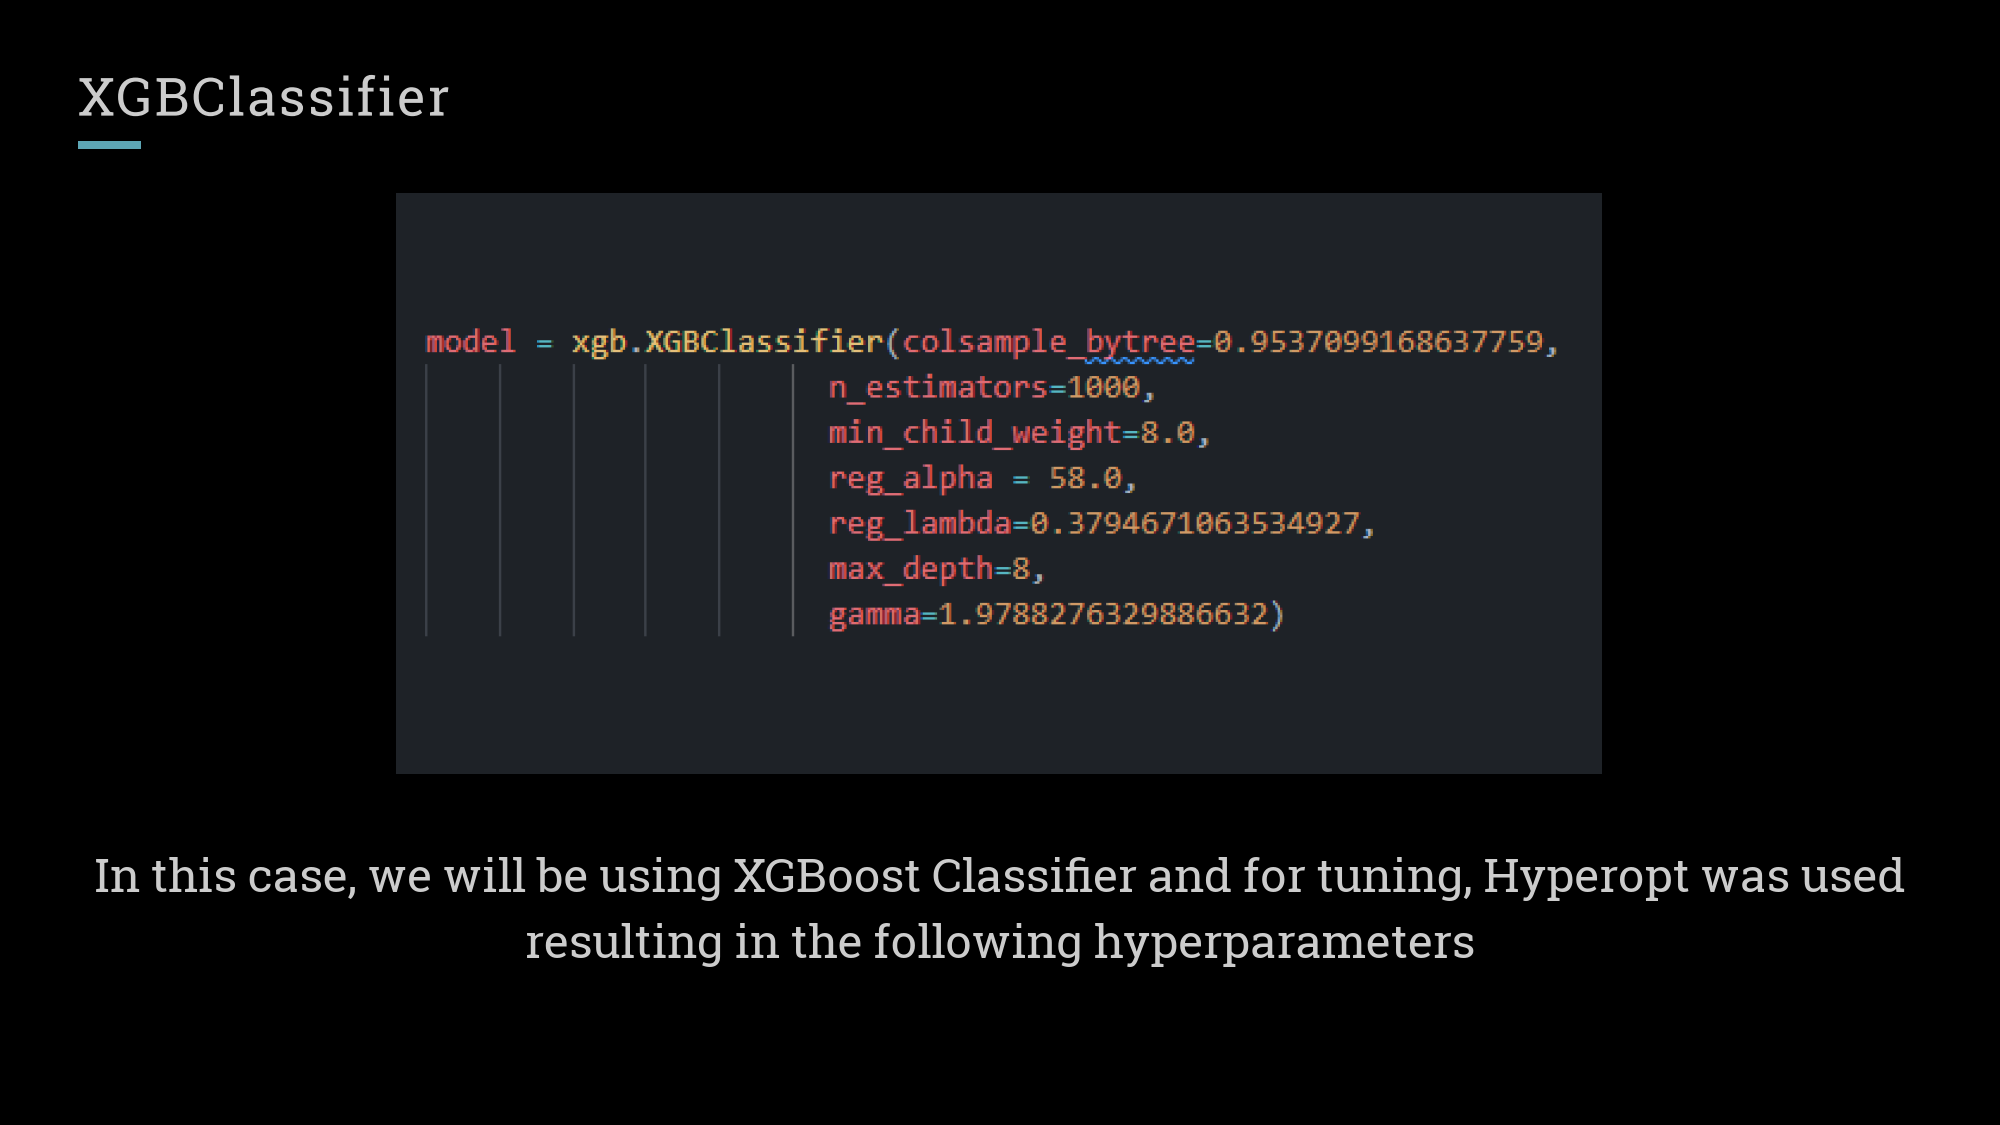 XGBClassifier
model = xgb.XGBClassifier(colsample_bytree=0.9537099168637759,
n_estimators=1000,
min_child_weight=8.0,
reg_alpha = 58.0,
reg_lambda=0.3794671063534927,
max_depth=8,
gamma=1.9788276329886632)
In this case, we will be using XGBoost Classifier and for tuning, Hyperopt was used
resulting in the following hyperparameters